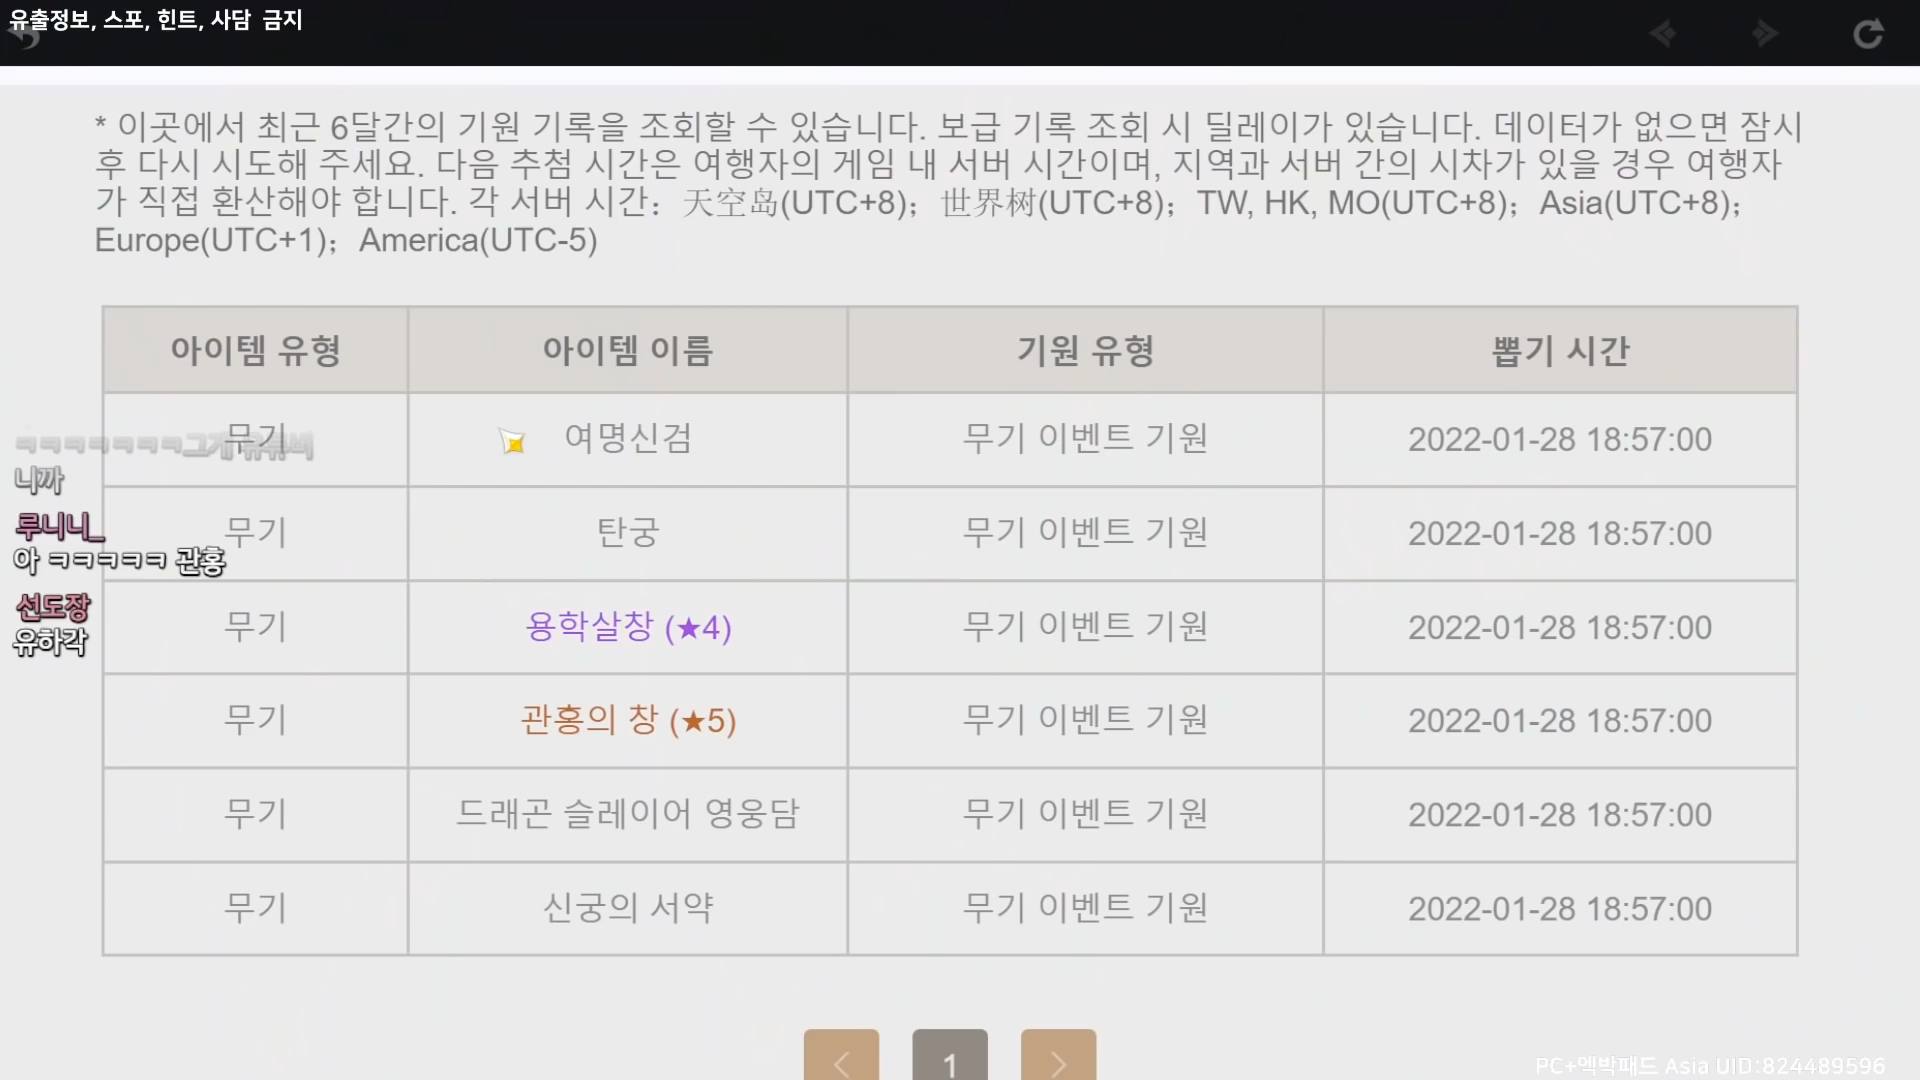 유출정보, 스포, 힌트, 사담 금지
* 이곳에서 최근 6달간의 기원 기록을 조회할 수 있습니다. 보급 기록 조회 시 딜레이가 있습니다. 데이터가 없으면 잠시
후 다시 시도해 주세요. 다음 추첨 시간은 여행자의 게임 내 서버 시간이며, 지역과 서버 간의 시차가 있을 경우 여행자
가 직접 환산해야 합니다. 각 서버 시간: 天空岛(UTC+8); 世界树(UTC+8); TW, HK, MO(UTC+8); Asia(UTC+8);
Europe(UTC+1); America(UTC-5)
아이템 유형 아이템 이름 기원 유형 뽑기 시간
무기 여명신검 무기 이벤트 기원 2022-01-28 18:57:00
ㅋㅋㅋㅋㅋㅋㅋ그게 유튜버
니까
루니니_
무기 탄궁 무기 이벤트 기원 2022-01-28 18:57:00
아 ㅋㅋㅋㅋㅋ 관홍
선도장
무기 용학살창 (★4) 무기 이벤트 기원 2022-01-28 18:57:00
유하각
무기 관홍의 창 (★5) 무기 이벤트 기원 2022-01-28 18:57:00
무기 드래곤 슬레이어 영웅담 무기 이벤트 기원 2022-01-28 18:57:00
무기 신궁의 서약 무기 이벤트 기원 2022-01-28 18:57:00
1
PC+엑박패드 Asia UID:824489596